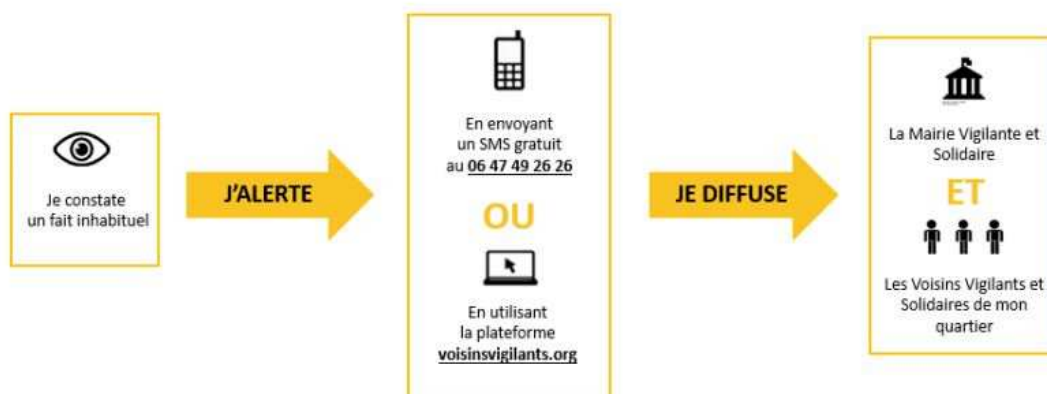 Je constate
un fait inhabituel
J'ALERTE
En envoyant
un SMS gratuit
au 06 47 49 26 26
OU
En utilisant
la plateforme
voisinsvigilants.org
JE DIFFUSE
La Mairie Vigilante et
Solidaire
ET
Les Voisins Vigilants et
Solidaires de mon
quartier